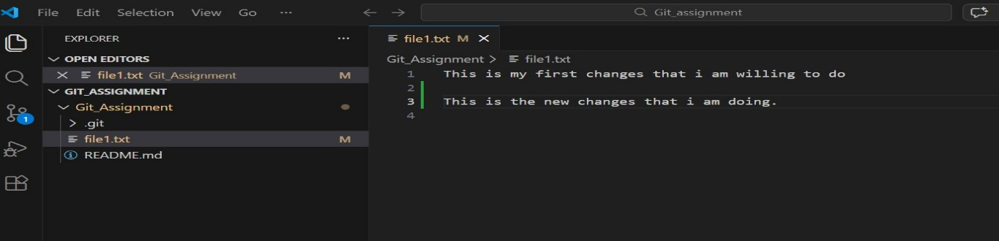 File Edit Selection View Go ··· Git_assignment
EXPLORER ···
OPEN EDITORS
file1.txt Git_Assignment M
GIT_ASSIGNMENT
Git_Assignment
.git
file1.txt M
README.md
1
file1.txt M
Git_Assignment > file1.txt
1 This is my first changes that i am willing to do
2
3 This is the new changes that i am doing.
4